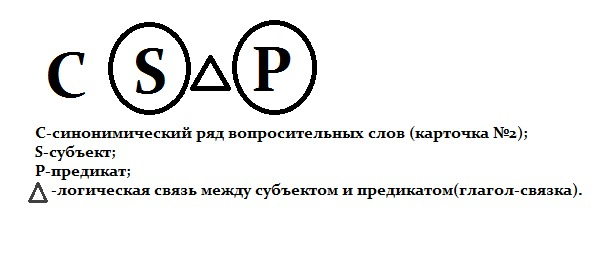 С S △ P
С-синонимический ряд вопросительных слов (карточка №2);
S-субъект;
Р-предикат;
△ -логическая связь между субъектом и предикатом(глагол-связка).